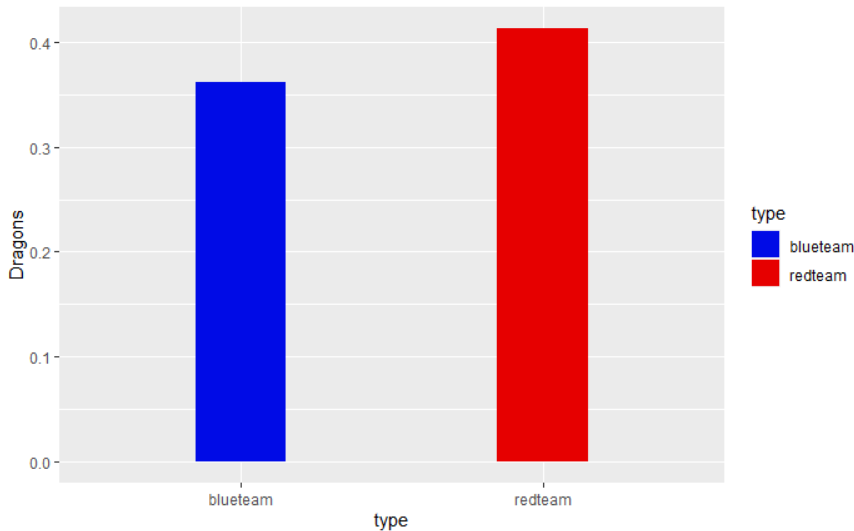 0.4
0.3
0.2
0.1
0.0
Dragons
blueteam
redteam
type
type
blueteam
redteam